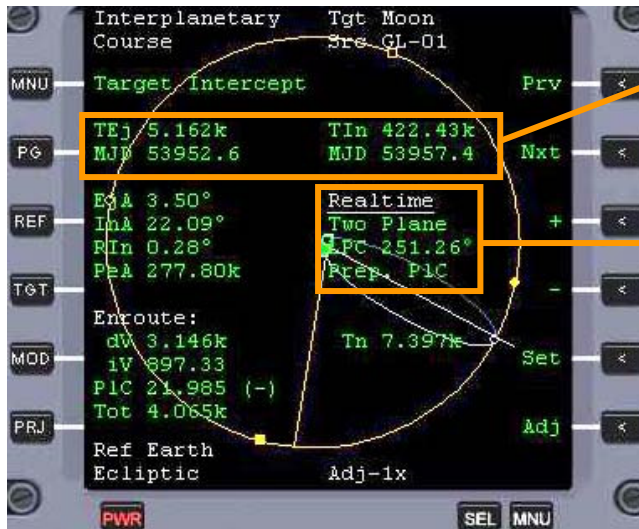 Interplanetary Tgt Moon
Course Src GL-01
MNU Target Intercept Prv <
TEj 5.162k TIn 422.43k
MJD 53952.6 MJD 53957.4
PG Nxt <
EjA 3.50° Realtime
REF InA 22.09° Two Plane + <
RIn 0.28° LPC 251.26°
PeA 277.80k Prep. PlC
TGT - <
Enroute:
dV 3.146k Tn 7.397k
MOD iV 897.33 Set <
PlC 21.985 (-)
Tot 4.065k
PRJ Adj <
Ref Earth
Ecliptic Adj-1x
PWR SEL MNU